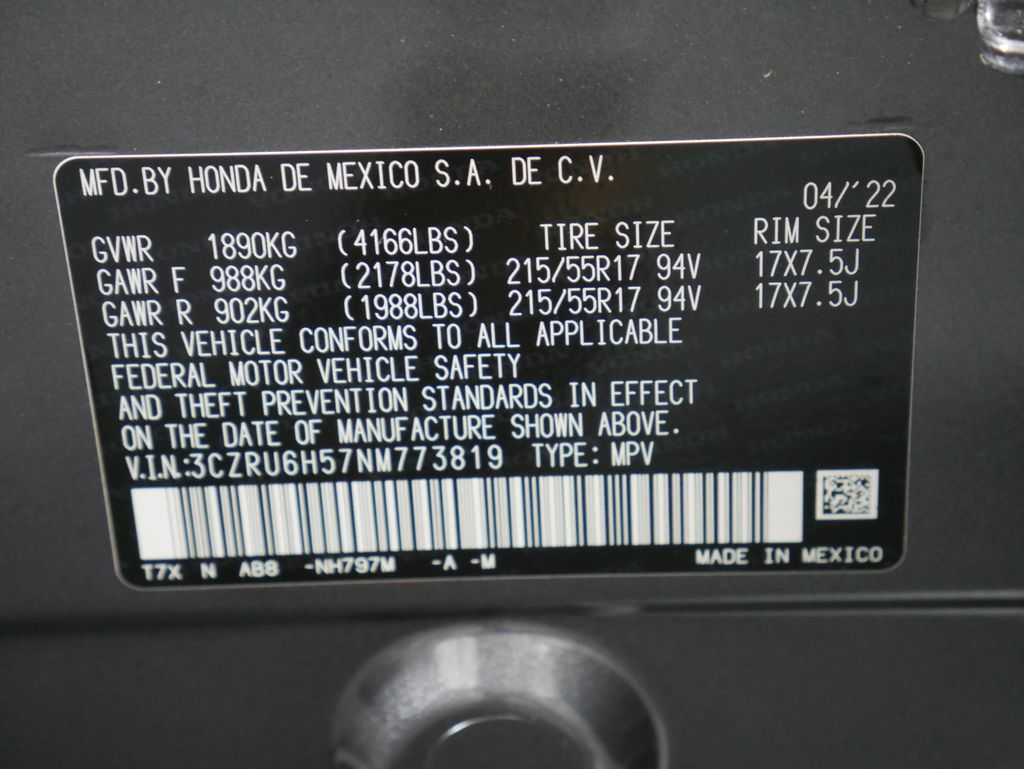 MFD.BY HONDA DE MEXICO S.A. DE C.V.
04/'22
GVWR 1890KG (4166LBS) TIRE SIZE RIM SIZE
GAWR F 988KG (2178LBS) 215/55R17 94V 17X7.5J
GAWR R 902KG (1988LBS) 215/55R17 94V 17X7.5J
THIS VEHICLE CONFORMS TO ALL APPLICABLE
FEDERAL MOTOR VEHICLE SAFETY
AND THEFT PREVENTION STANDARDS IN EFFECT
ON THE DATE OF MANUFACTURE SHOWN ABOVE.
V.I.N.:3CZRU6H57NM773819 TYPE: MPV
T7X N AB8 -NH797M -A -M MADE IN MEXICO